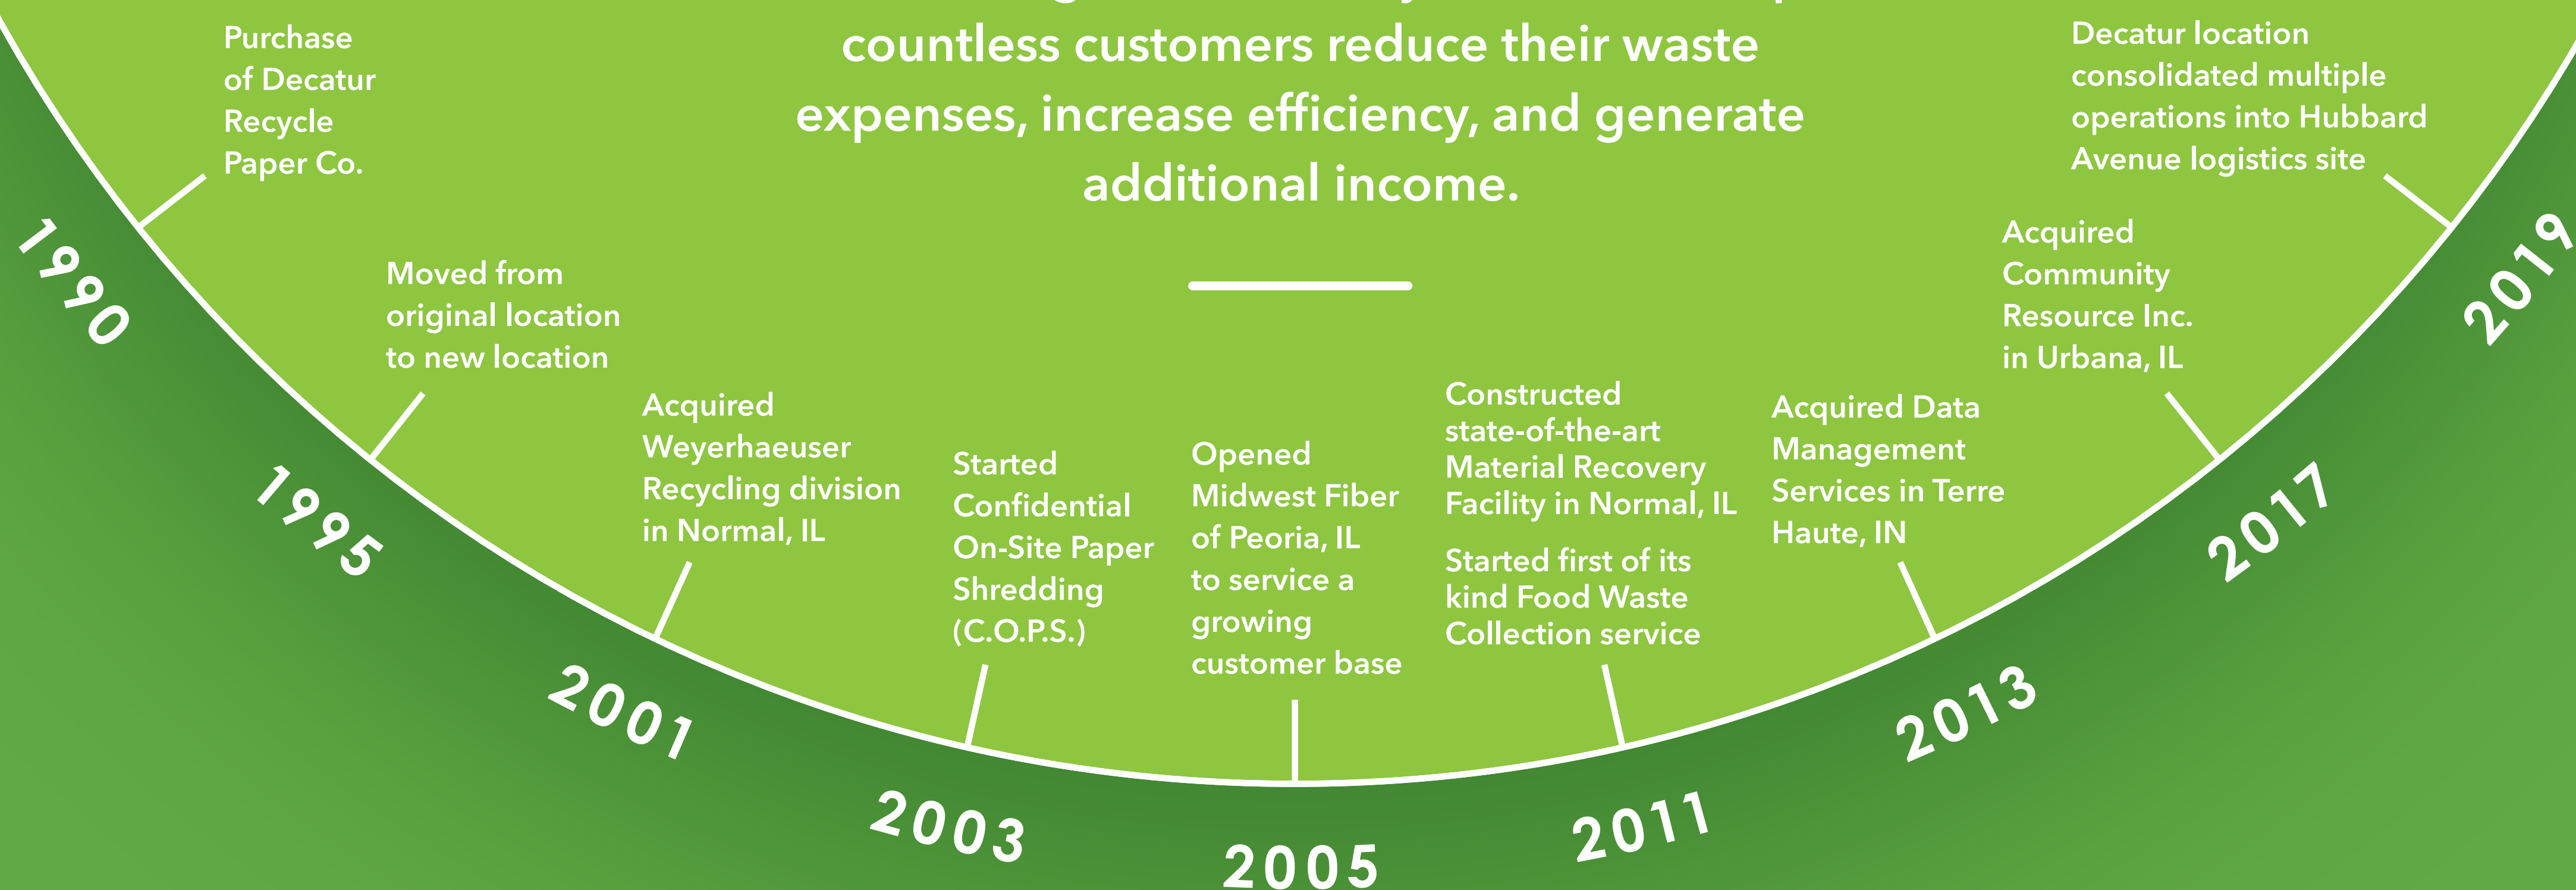 countless customers reduce their waste
expenses, increase efficiency, and generate
additional income.
Purchase
of Decatur
Recycle
Paper Co.
1990
Moved from
original location
to new location
1995
Acquired
Weyerhaeuser
Recycling division
in Normal, IL
2001
Started
Confidential
On-Site Paper
Shredding
(C.O.P.S.)
2003
Opened
Midwest Fiber
of Peoria, IL
to service a
growing
customer base
2005
Constructed
state-of-the-art
Material Recovery
Facility in Normal, IL
Started first of its
kind Food Waste
Collection service
2011
Acquired Data
Management
Services in Terre
Haute, IN
2013
Acquired
Community
Resource Inc.
in Urbana, IL
2017
Decatur location
consolidated multiple
operations into Hubbard
Avenue logistics site
2019